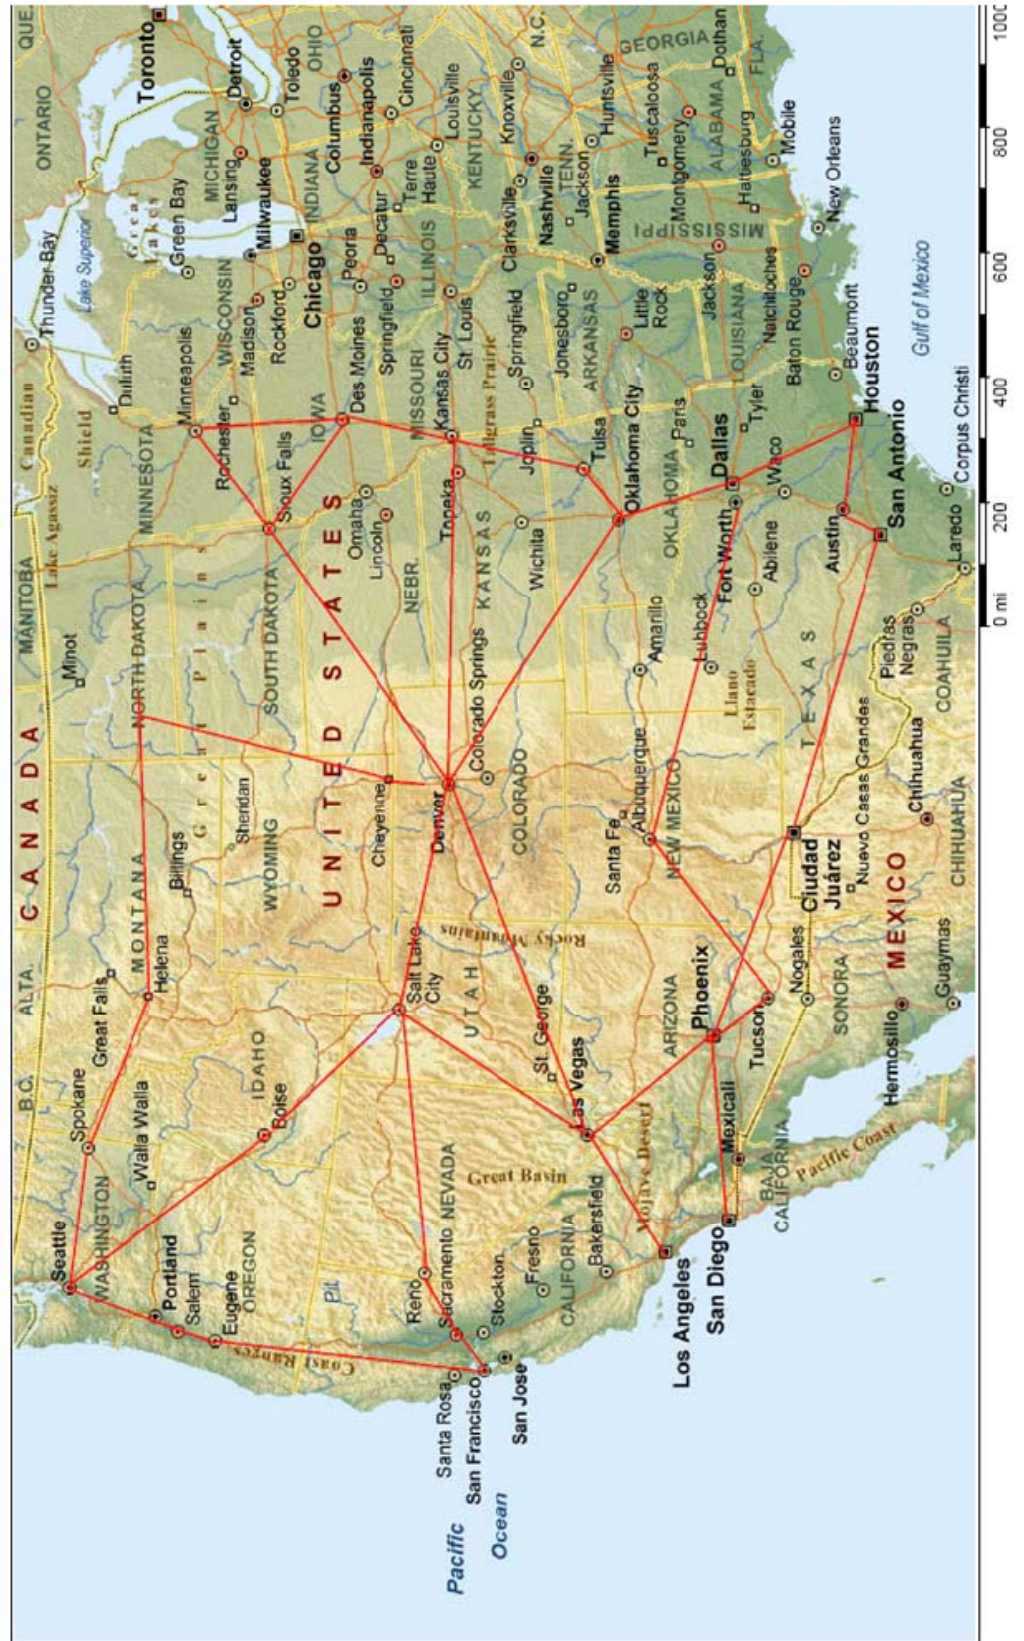 CANADA
B.C.
ALTA.
MANITOBA
ONTARIO
QUE.
Lake Agassiz
Canadian
Shield
Thunder Bay
Lake Superior
Great
Lakes
Seattle
Spokane
WASHINGTON
Walla Walla
Great Falls
Helena
MONTANA
Billings
NORTH DAKOTA
Minot
MINNESOTA
Duluth
Minneapolis
Rochester
WISCONSIN
Green Bay
MICHIGAN
Toronto
Portland
Salem
Eugene
OREGON
Coast Ranges
IDAHO
Boise
Great Plains
Sheridan
WYOMING
SOUTH DAKOTA
Sioux Falls
IOWA
Madison
Milwaukee
Lansing
Detroit
Toledo
OHIO
Rockford
Chicago
INDIANA
Columbus
UNITED STATES
Pit
Reno
Sacramento
NEVADA
Salt Lake
City
UTAH
Cheyenne
Denver
Omaha
Lincoln
NEBR.
Des Moines
Peoria
Springfield
Decatur
Indianapolis
Cincinnati
Terre
Haute
ILLINOIS
Louisville
KENTUCKY
Santa Rosa
San Francisco
San Jose
Stockton
Pacific
Ocean
Great Basin
Rocky Mountains
COLORADO
Colorado Springs
KANSAS
Topeka
Kansas City
MISSOURI
Tallgrass Prairie
St. Louis
Springfield
Clarksville
Knoxville
N.C.
Fresno
CALIFORNIA
Bakersfield
Las Vegas
St. George
Wichita
Joplin
Jonesboro
ARKANSAS
Nashville
TENN.
Jackson
Huntsville
Mojave Desert
Santa Fe
Albuquerque
NEW MEXICO
Amarillo
Tulsa
Oklahoma City
OKLAHOMA
Little
Rock
Memphis
MISSISSIPPI
Tuscaloosa
GEORGIA
Los Angeles
San Diego
Mexicali
BAJA
CALIFORNIA
Pacific Coast
ARIZONA
Phoenix
Tucson
Nogales
Lubbock
Llano
Estacado
Fort Worth
Dallas
Paris
Tyler
Abilene
Waco
LOUISIANA
Jackson
Natchitoches
Montgomery
ALABAMA
Dothan
FLA.
Hattiesburg
Mobile
Baton Rouge
New Orleans
Beaumont
TEXAS
Ciudad
Juárez
Nuevo Casas Grandes
SONORA
MEXICO
Hermosillo
Guaymas
Chihuahua
CHIHUAHUA
Piedras
Negras
COAHUILA
Austin
San Antonio
Houston
Laredo
Corpus Christi
Gulf of Mexico
0 mi
200
400
600
800
1000